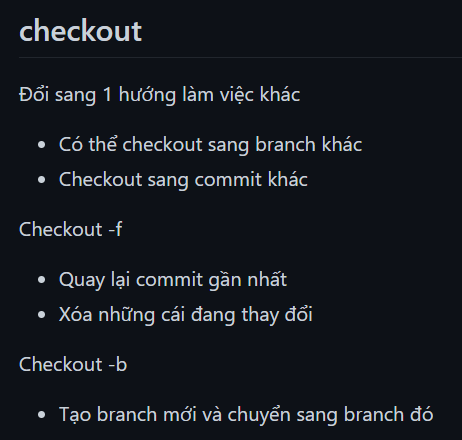 checkout
Đổi sang 1 hướng làm việc khác
Có thể checkout sang branch khác
Checkout sang commit khác
Checkout -f
Quay lại commit gần nhất
Xóa những cái đang thay đổi
Checkout -b
Tạo branch mới và chuyển sang branch đó